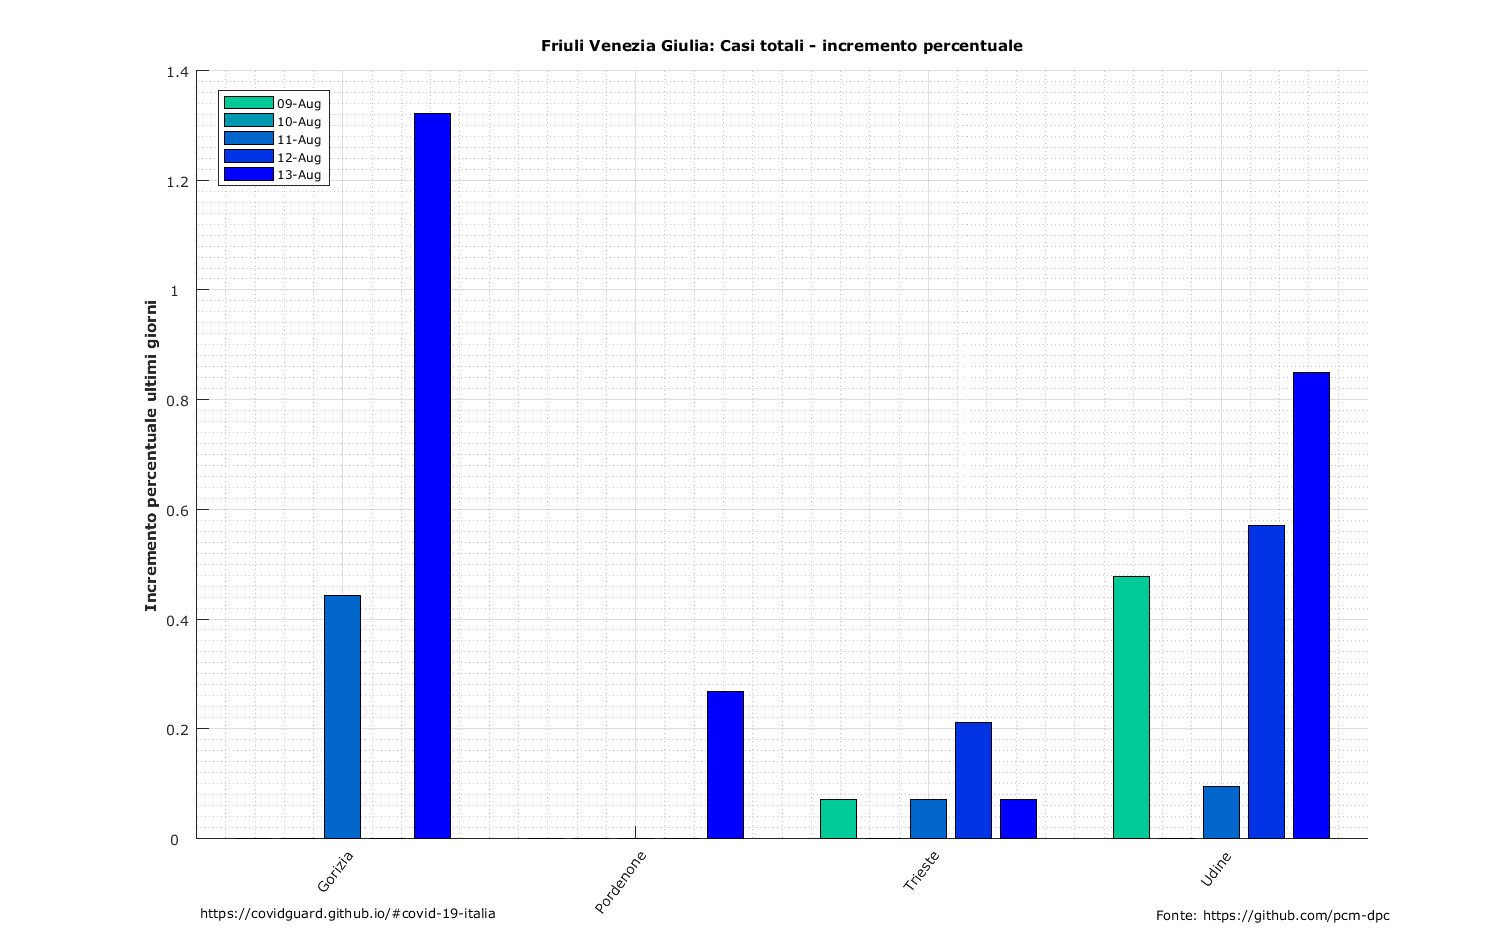 Friuli Venezia Giulia: Casi totali - incremento percentuale
Incremento percentuale ultimi giorni
1.4
1.2
1
0.8
0.6
0.4
0.2
0
09-Aug
10-Aug
11-Aug
12-Aug
13-Aug
Gorizia
Pordenone
Trieste
Udine
https://covidguard.github.io/#covid-19-italia
Fonte: https://github.com/pcm-dpc